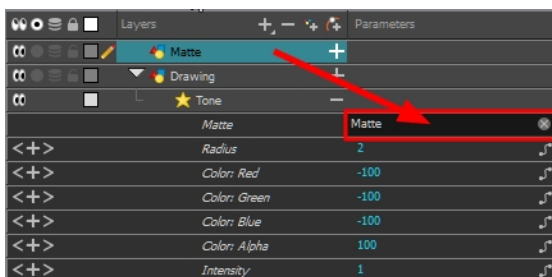 Layers Parameters
Matte
Drawing
Tone
Matte Matte
Radius 2
Color: Red -100
Color: Green -100
Color: Blue -100
Color: Alpha 100
Intensity 1